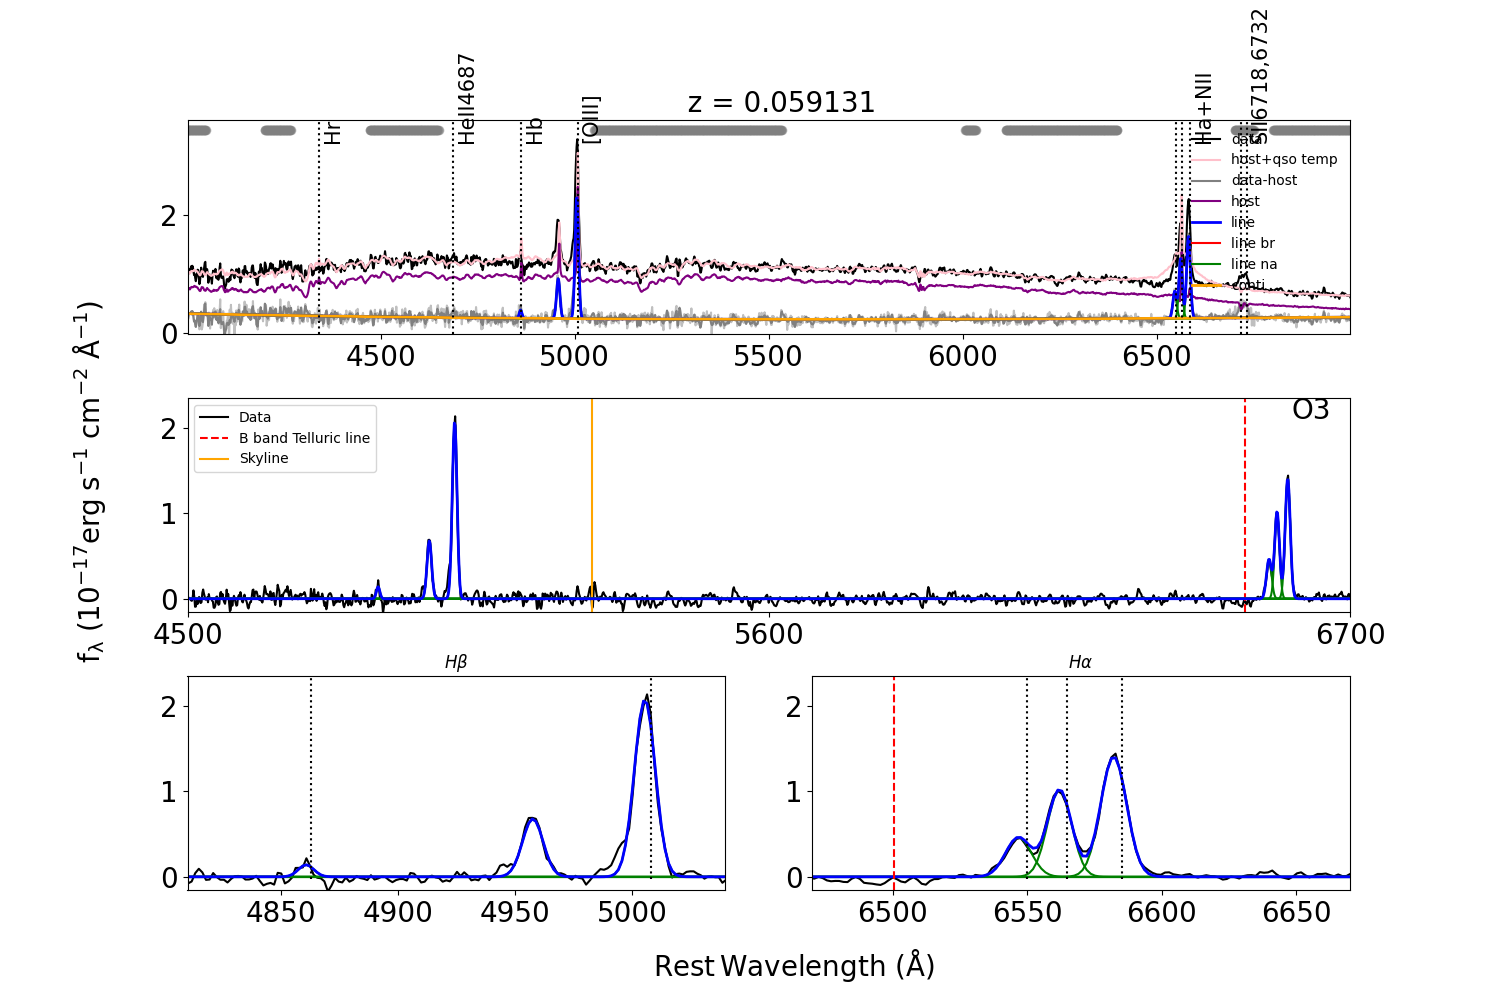 z = 0.059131
Hr
HeII4687
Hb
[OIII]
Ha+NII
SII6718,6732
data
host+qso temp
data-host
host
line
line br
line na
conti
0
2
4500
5000
5500
6000
6500
fλ (10−17erg s−1 cm−2 Å−1)
O3
Data
B band Telluric line
Skyline
0
1
2
4500
5600
6700
Hβ
0
1
2
4850
4900
4950
5000
Hα
0
1
2
6500
6550
6600
6650
Rest Wavelength (Å)